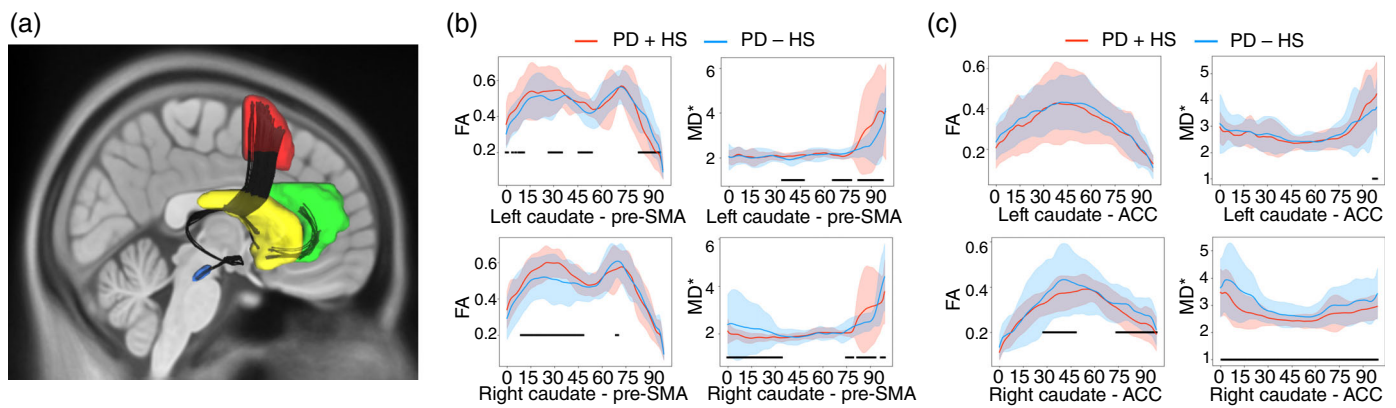 (a)
(b)
PD + HS PD – HS
FA
0.6
0.4
0.2
0 15 30 45 60 75 90
Left caudate - pre-SMA
MD*
6
4
2
0 15 30 45 60 75 90
Left caudate - pre-SMA
FA
0.6
0.4
0.2
0 15 30 45 60 75 90
Right caudate - pre-SMA
MD*
6
4
2
0 15 30 45 60 75 90
Right caudate - pre-SMA
(c)
PD + HS PD – HS
FA
0.6
0.4
0.2
0 15 30 45 60 75 90
Left caudate - ACC
MD*
5
4
3
2
1
0 15 30 45 60 75 90
Left caudate - ACC
FA
0.6
0.4
0.2
0 15 30 45 60 75 90
Right caudate - ACC
MD*
5
4
3
2
1
0 15 30 45 60 75 90
Right caudate - ACC